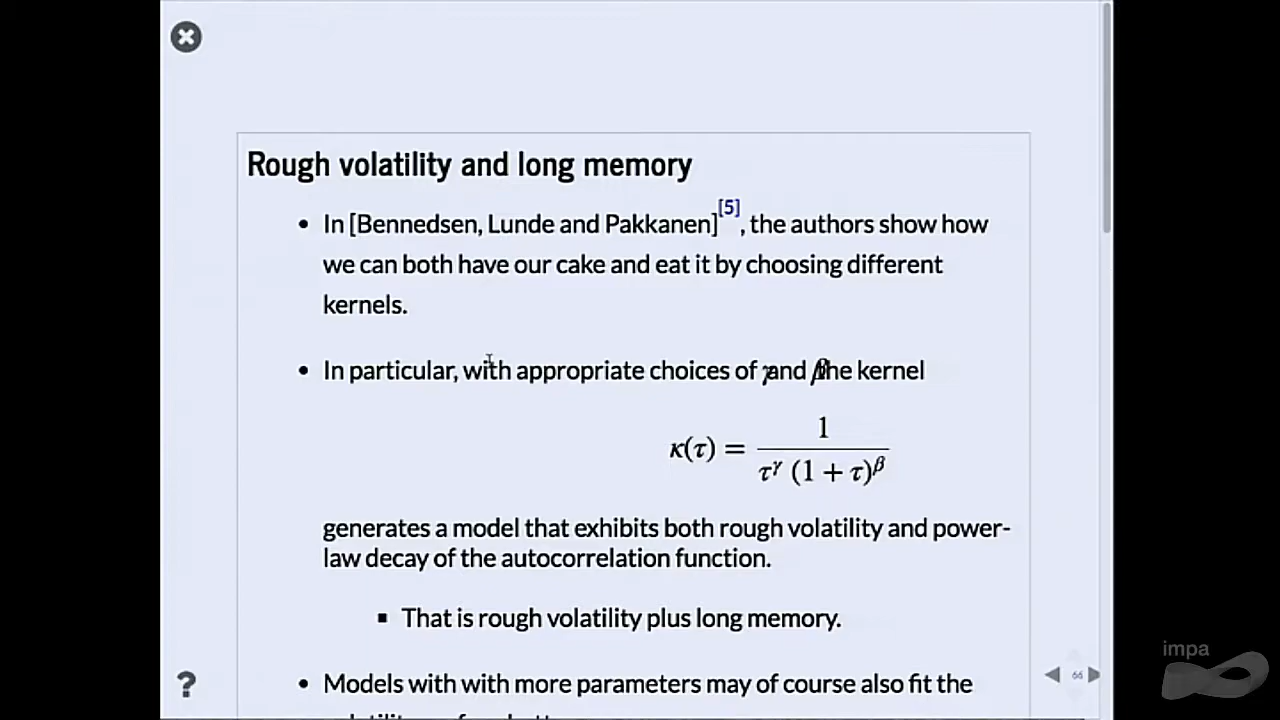 Rough volatility and long memory
• In [Bennedsen, Lunde and Pakkanen][5], the authors show how
we can both have our cake and eat it by choosing different
kernels.
• In particular, with appropriate choices of γ and β the kernel
κ(τ) = 1 / (τ^γ (1 + τ)^β)
generates a model that exhibits both rough volatility and power-
law decay of the autocorrelation function.
▪ That is rough volatility plus long memory.
• Models with with more parameters may of course also fit the
impa
?
66